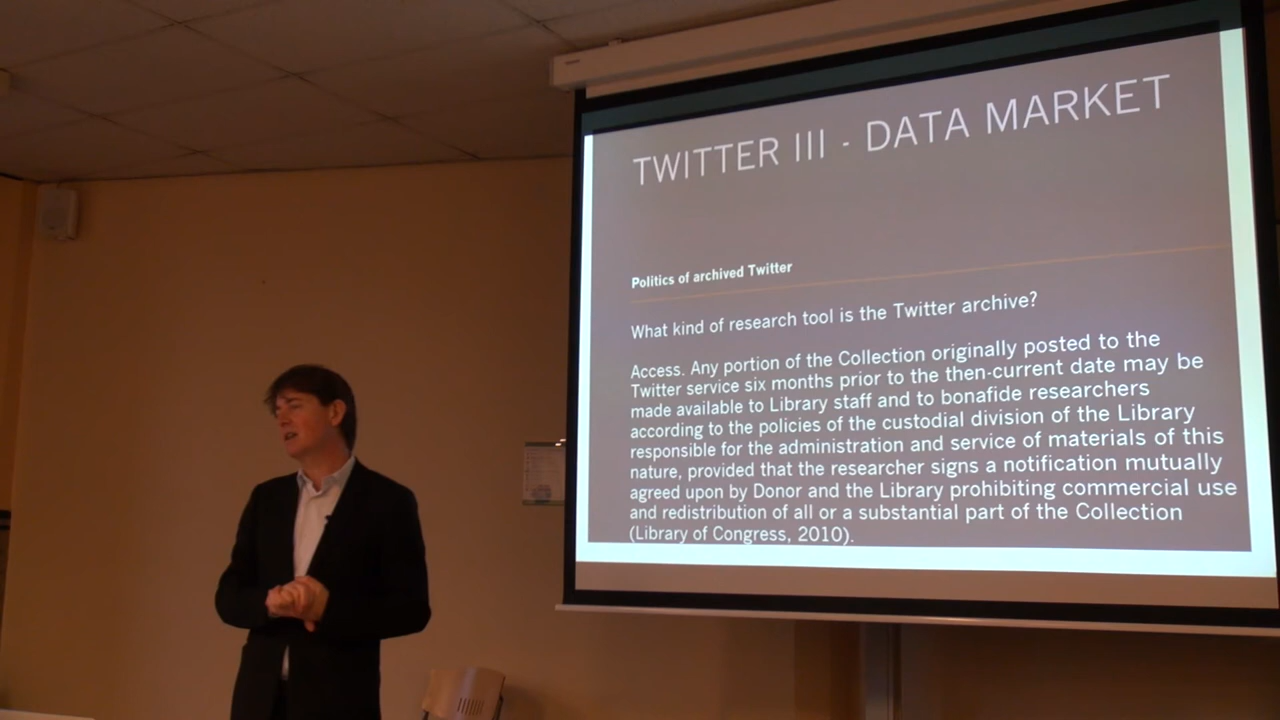 TWITTER III - DATA MARKET
Politics of archived Twitter
What kind of research tool is the Twitter archive?
Access. Any portion of the Collection originally posted to the
Twitter service six months prior to the then-current date may be
made available to Library staff and to bonafide researchers
according to the policies of the custodial division of the Library
responsible for the administration and service of materials of this
nature, provided that the researcher signs a notification mutually
agreed upon by Donor and the Library prohibiting commercial use
and redistribution of all or a substantial part of the Collection
(Library of Congress, 2010).